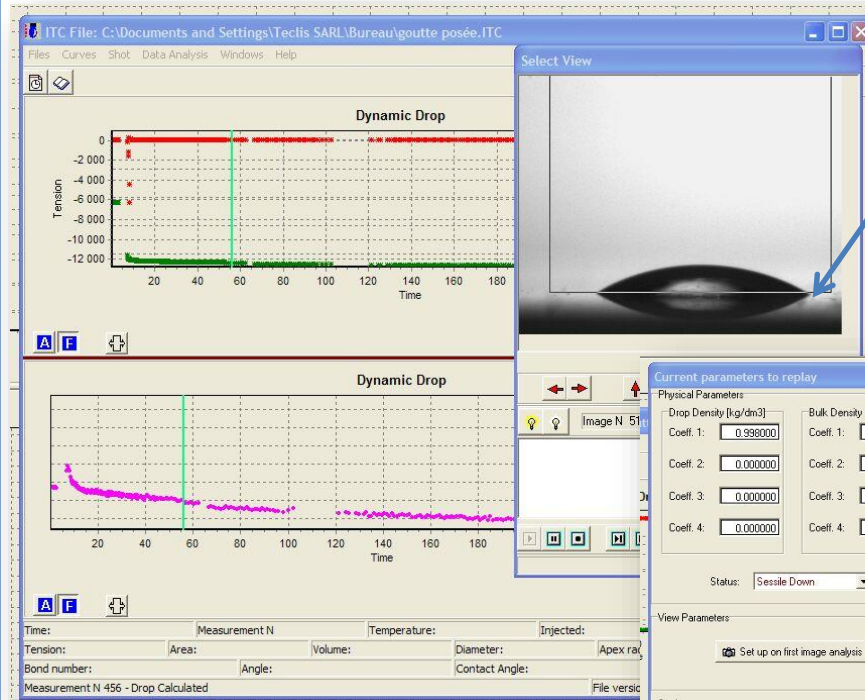 ITC File: C:\Documents and Settings\Teclis SARL\Bureau\goutte posée.ITC
Files Curves Shot Data Analysis Windows Help
Dynamic Drop
Tension
0
-2 000
-4 000
-6 000
-8 000
-10 000
-12 000
20 40 60 80 100 120 140 160 180
Time
A F
Dynamic Drop
20 40 60 80 100 120 140 160 180
Time
A F
Time: Measurement N Temperature: Injected:
Tension: Area: Volume: Diameter: Apex
Bond number: Angle: Contact Angle:
Measurement N 456 - Drop Calculated File
Select View
Image N 51
Current parameters to replay
Physical Parameters
Drop Density [kg/dm3] Bulk Density
Coeff. 1: 0.998000 Coeff. 1:
Coeff. 2: 0.000000 Coeff. 2:
Coeff. 3: 0.000000 Coeff. 3:
Coeff. 4: 0.000000 Coeff. 4:
Status: Sessile Down
View Parameters
Set up on first image analysis